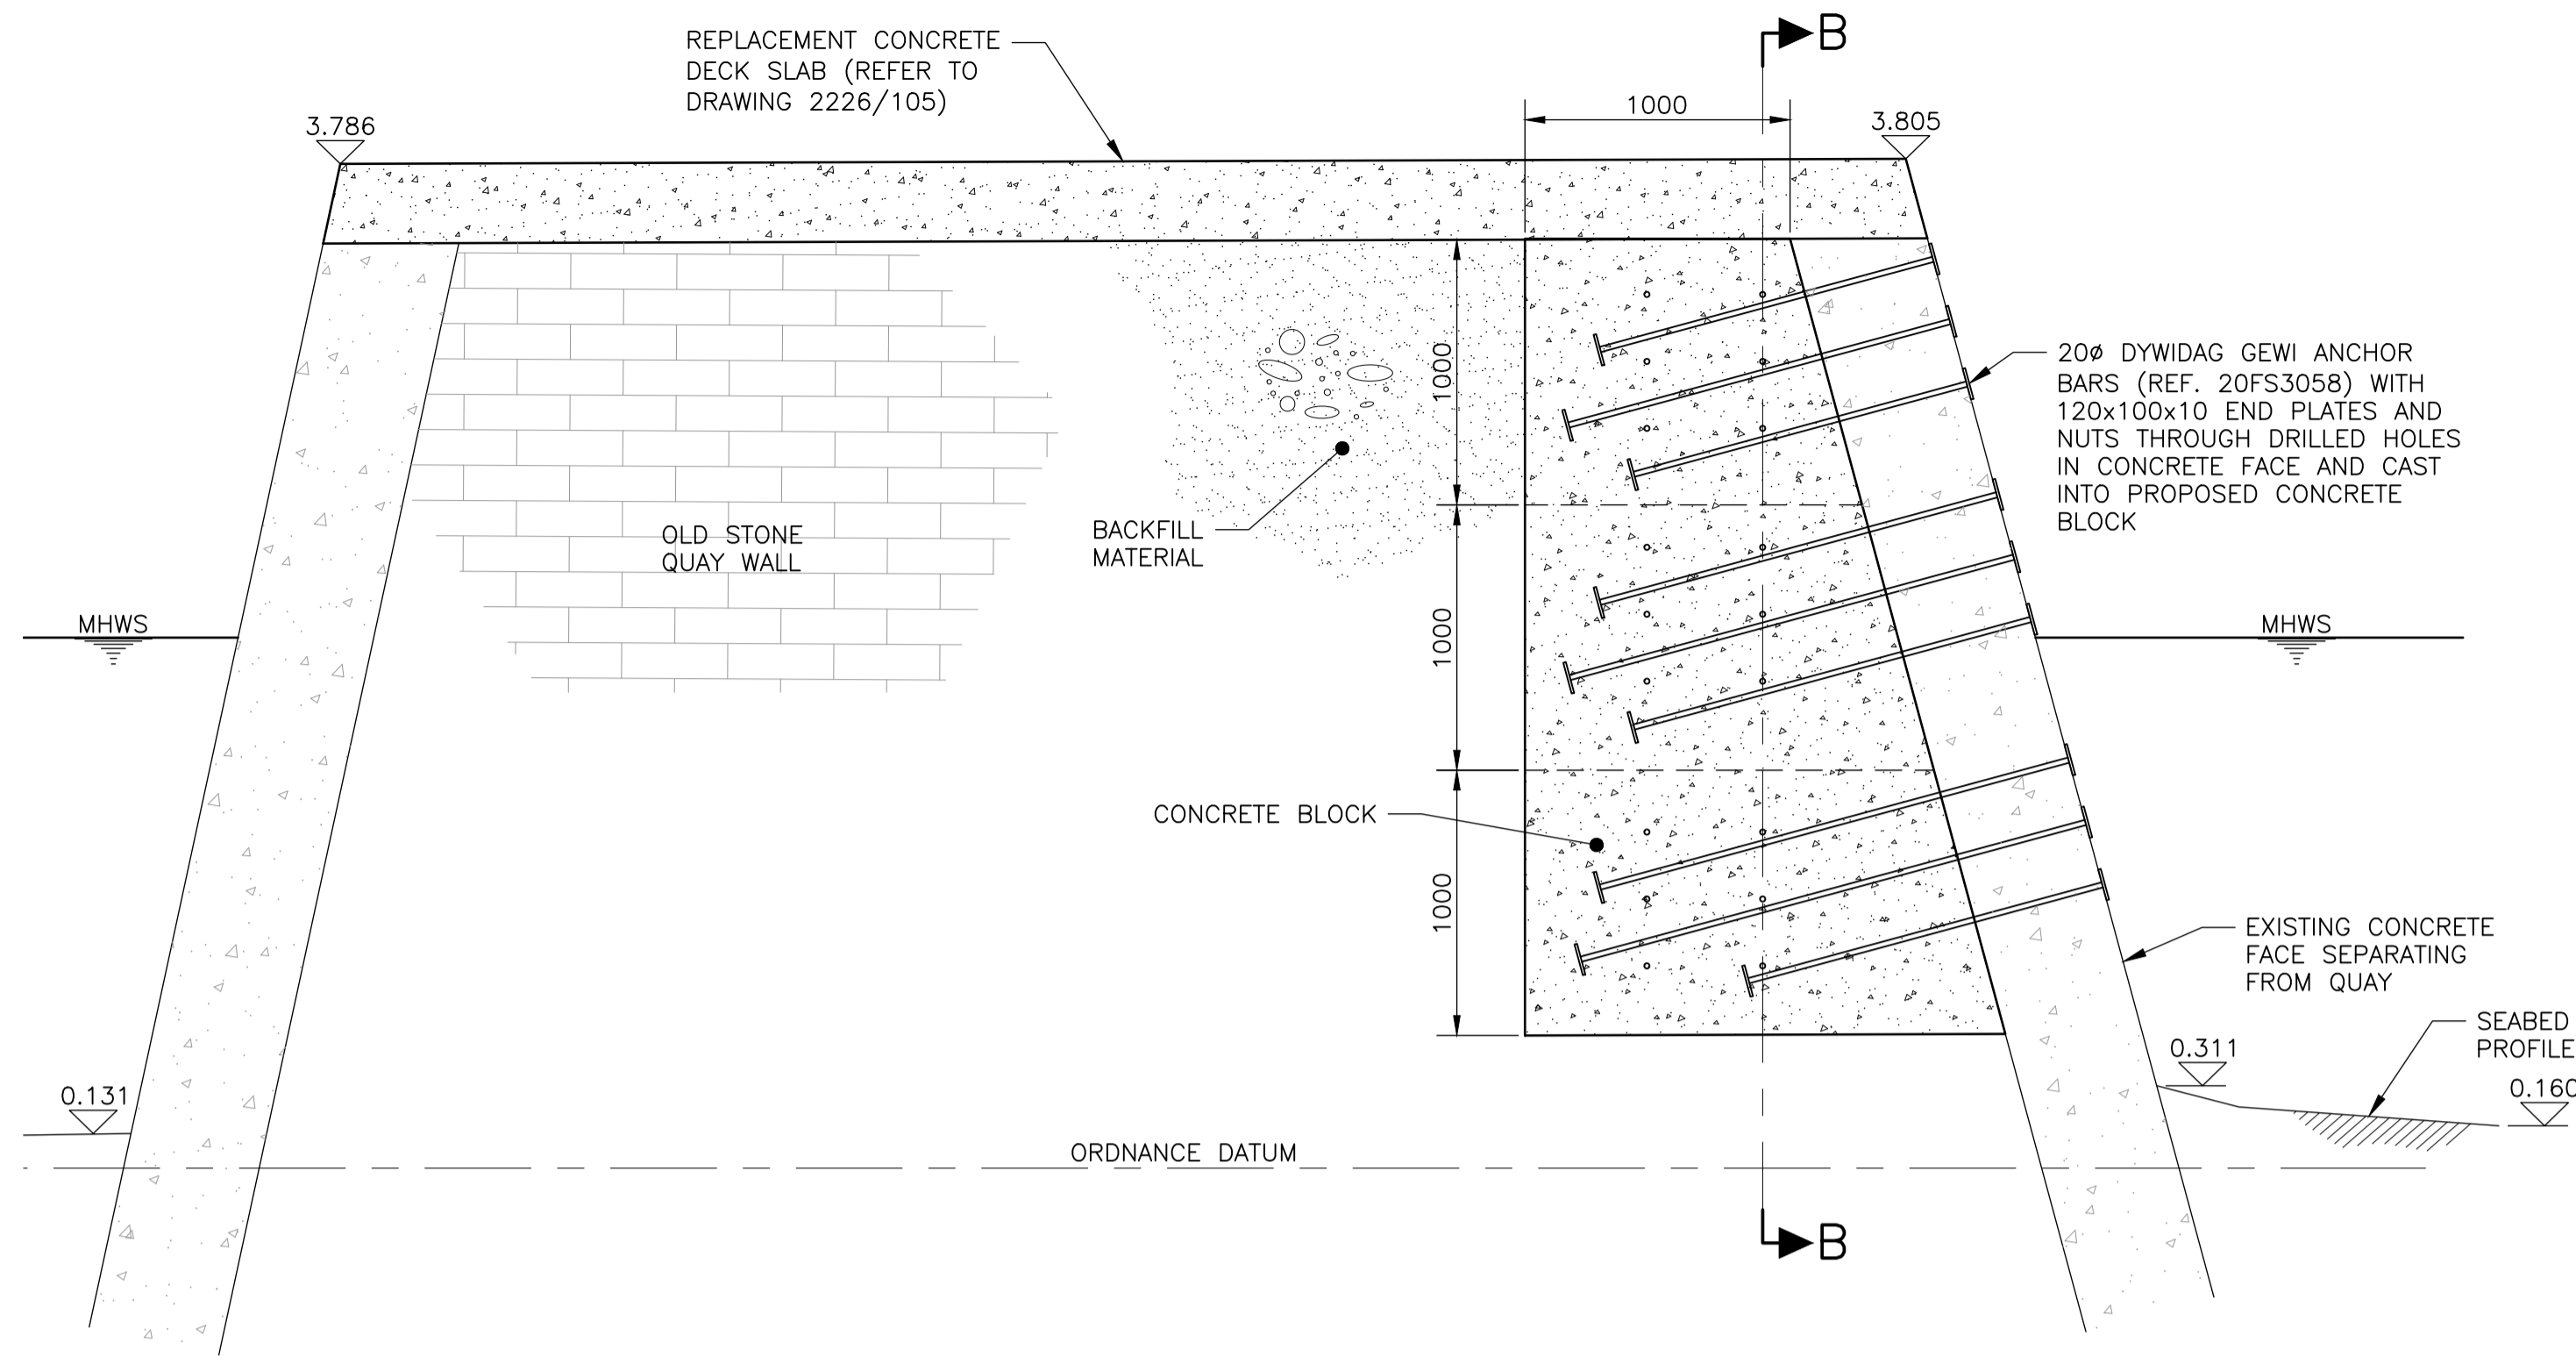 REPLACEMENT CONCRETE
DECK SLAB (REFER TO
DRAWING 2226/105)
B
1000
3.786
3.805
20ø DYWIDAG GEWI ANCHOR
BARS (REF. 20FS3058) WITH
120x100x10 END PLATES AND
NUTS THROUGH DRILLED HOLES
IN CONCRETE FACE AND CAST
INTO PROPOSED CONCRETE
BLOCK
1000
OLD STONE
QUAY WALL
BACKFILL
MATERIAL
MHWS
1000
MHWS
CONCRETE BLOCK
1000
EXISTING CONCRETE
FACE SEPARATING
FROM QUAY
SEABED
PROFILE
0.311
0.160
0.131
ORDNANCE DATUM
B